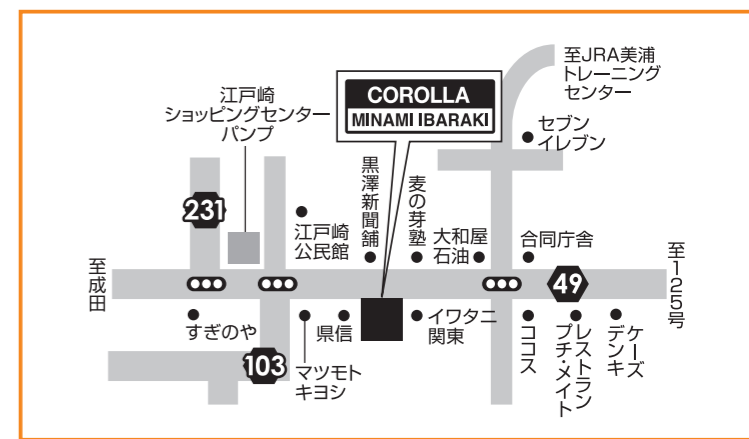 至JRA美浦
トレーニング
センター
江戸崎
ショッピングセンター
パンプ
COROLLA
MINAMI IBARAKI
セブン
イレブン
黒澤新聞舗
麦の芽塾
231
江戸崎
公民館
大和屋
石油
合同庁舎
至125号
至成田
49
すぎのや
県信
イワタニ
関東
ココス
レストラン
プチ・メイト
ケーズ
デンキ
103
マツモト
キヨシ